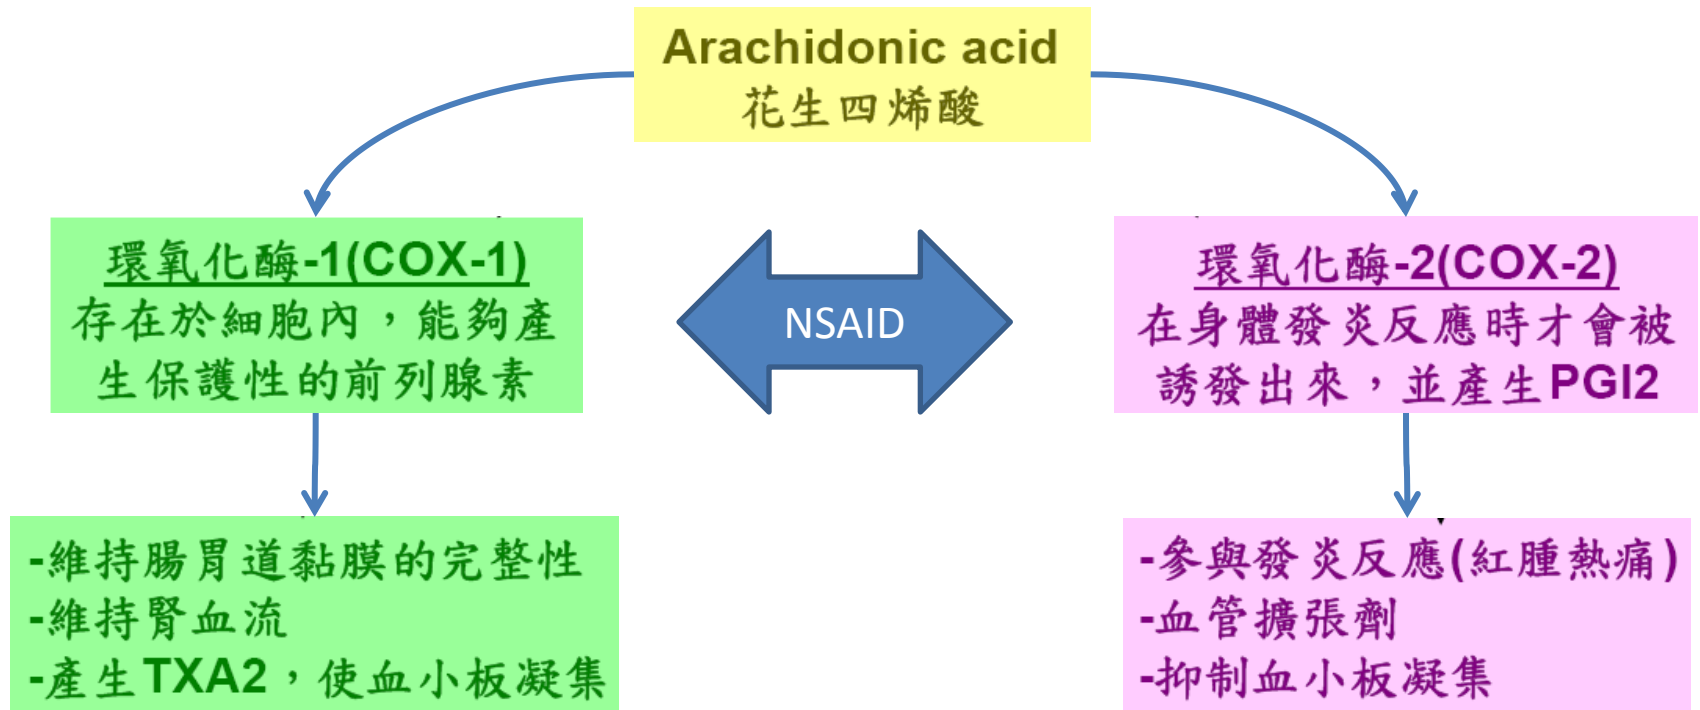 Arachidonic acid
花生四烯酸
環氧化酶-1(COX-1)
存在於細胞內，能夠產
生保護性的前列腺素
NSAID
環氧化酶-2(COX-2)
在身體發炎反應時才會被
誘發出來，並產生PGI2
-維持腸胃道黏膜的完整性
-維持腎血流
-產生TXA2，使血小板凝集
-參與發炎反應(紅腫熱痛)
-血管擴張劑
-抑制血小板凝集